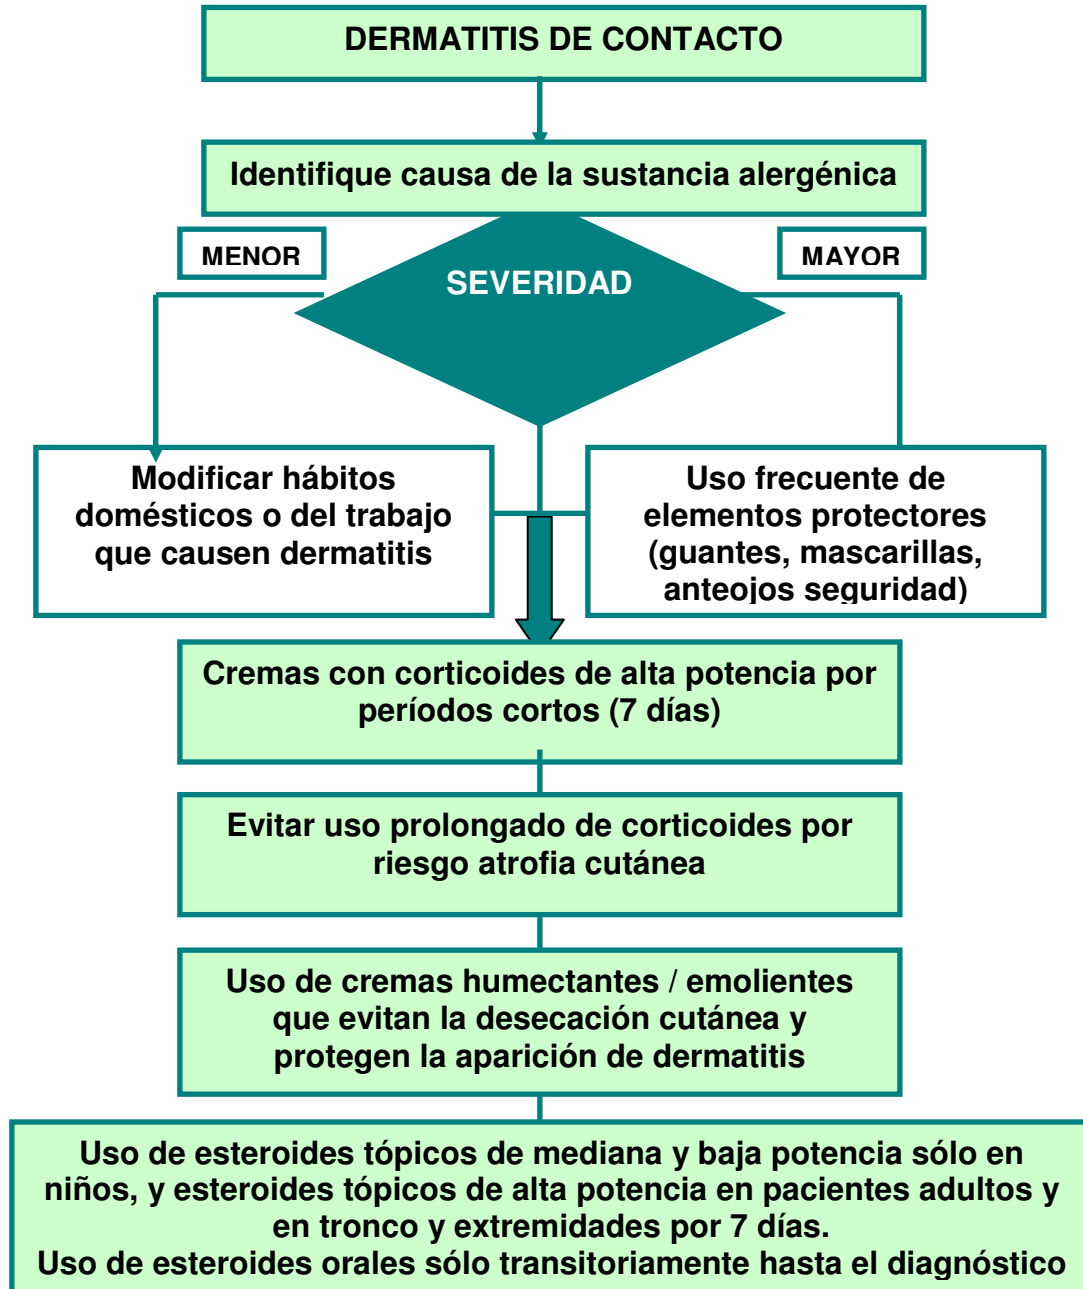 DERMATITIS DE CONTACTO
Identifique causa de la sustancia alergénica
MENOR
MAYOR
SEVERIDAD
Modificar hábitos
domésticos o del trabajo
que causen dermatitis
Uso frecuente de
elementos protectores
(guantes, mascarillas,
anteojos seguridad)
Cremas con corticoides de alta potencia por
períodos cortos (7 días)
Evitar uso prolongado de corticoides por
riesgo atrofia cutánea
Uso de cremas humectantes / emolientes
que evitan la desecación cutánea y
protegen la aparición de dermatitis
Uso de esteroides tópicos de mediana y baja potencia sólo en
niños, y esteroides tópicos de alta potencia en pacientes adultos y
en tronco y extremidades por 7 días.
Uso de esteroides orales sólo transitoriamente hasta el diagnóstico